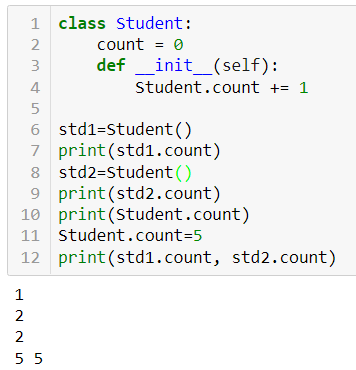 1 class Student:
2     count = 0
3     def __init__(self):
4         Student.count += 1
5
6 std1=Student()
7 print(std1.count)
8 std2=Student()
9 print(std2.count)
10 print(Student.count)
11 Student.count=5
12 print(std1.count, std2.count)
1
2
2
5 5